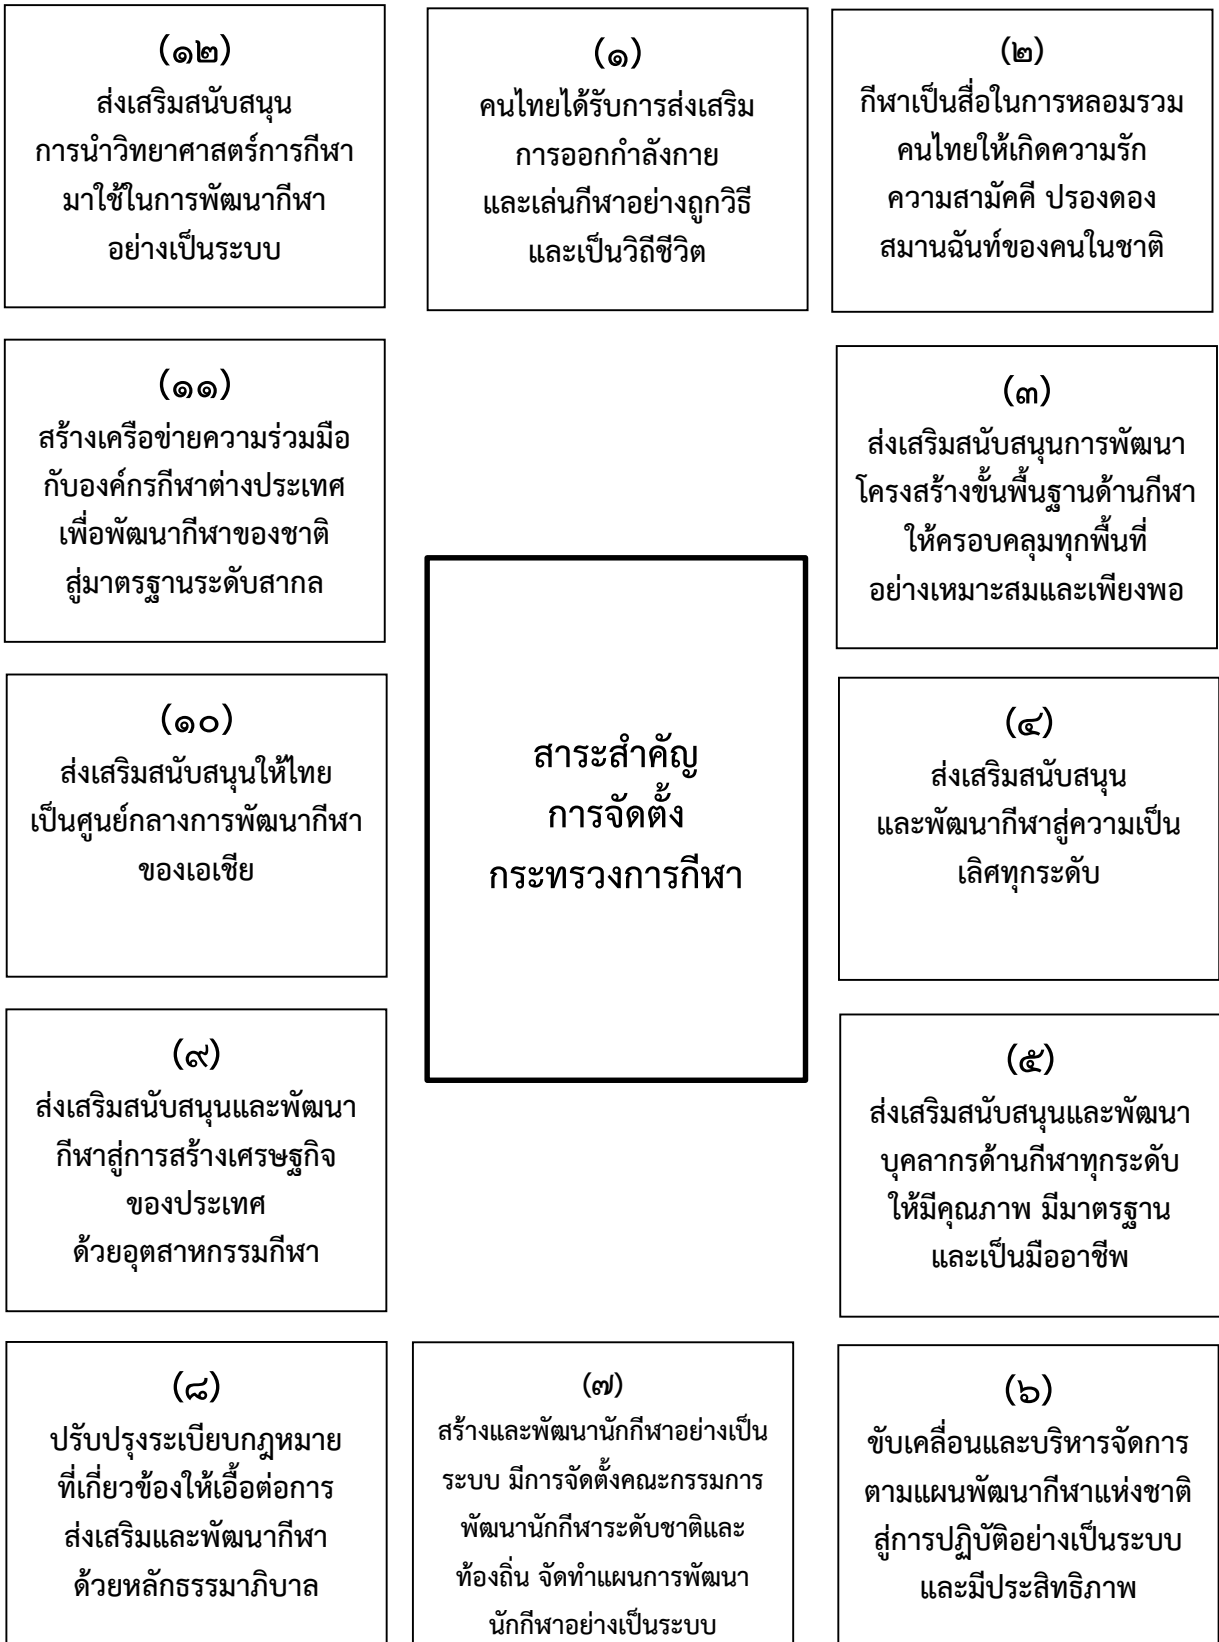 (๑๒)
ส่งเสริมสนับสนุน
การนำวิทยาศาสตร์การกีฬา
มาใช้ในการพัฒนากีฬา
อย่างเป็นระบบ
(๑)
คนไทยได้รับการส่งเสริม
การออกกำลังกาย
และเล่นกีฬาอย่างถูกวิธี
และเป็นวิถีชีวิต
(๒)
กีฬาเป็นสื่อในการหลอมรวม
คนไทยให้เกิดความรัก
ความสามัคคี ปรองดอง
สมานฉันท์ของคนในชาติ
(๑๑)
สร้างเครือข่ายความร่วมมือ
กับองค์กรกีฬาต่างประเทศ
เพื่อพัฒนากีฬาของชาติ
สู่มาตรฐานระดับสากล
(๓)
ส่งเสริมสนับสนุนการพัฒนา
โครงสร้างขั้นพื้นฐานด้านกีฬา
ให้ครอบคลุมทุกพื้นที่
อย่างเหมาะสมและเพียงพอ
(๑๐)
ส่งเสริมสนับสนุนให้ไทย
เป็นศูนย์กลางการพัฒนากีฬา
ของเอเชีย
สาระสำคัญ
การจัดตั้ง
กระทรวงการกีฬา
(๔)
ส่งเสริมสนับสนุน
และพัฒนากีฬาสู่ความเป็น
เลิศทุกระดับ
(๙)
ส่งเสริมสนับสนุนและพัฒนา
กีฬาสู่การสร้างเศรษฐกิจ
ของประเทศ
ด้วยอุตสาหกรรมกีฬา
(๕)
ส่งเสริมสนับสนุนและพัฒนา
บุคลากรด้านกีฬาทุกระดับ
ให้มีคุณภาพ มีมาตรฐาน
และเป็นมืออาชีพ
(๘)
ปรับปรุงระเบียบกฎหมาย
ที่เกี่ยวข้องให้เอื้อต่อการ
ส่งเสริมและพัฒนากีฬา
ด้วยหลักธรรมาภิบาล
(๗)
สร้างและพัฒนานักกีฬาอย่างเป็น
ระบบ มีการจัดตั้งคณะกรรมการ
พัฒนานักกีฬาระดับชาติและ
ท้องถิ่น จัดทำแผนการพัฒนา
นักกีฬาอย่างเป็นระบบ
(๖)
ขับเคลื่อนและบริหารจัดการ
ตามแผนพัฒนากีฬาแห่งชาติ
สู่การปฏิบัติอย่างเป็นระบบ
และมีประสิทธิภาพ